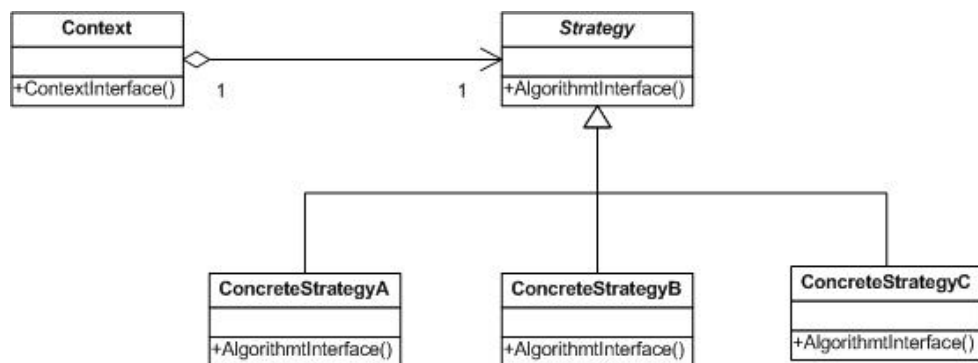 Context
+ContextInterface()
1
1
Strategy
+AlgorithmtInterface()
ConcreteStrategyA
+AlgorithmtInterface()
ConcreteStrategyB
+AlgorithmtInterface()
ConcreteStrategyC
+AlgorithmtInterface()